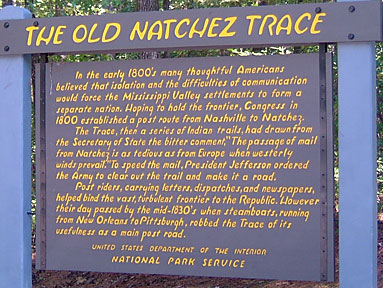 THE OLD NATCHEZ TRACE
In the early 1800's many thoughtful Americans
believed that isolation and the difficulties of communication
would force the Mississippi Valley settlements to form a
separate nation. Hoping to hold the frontier, Congress in
1800 established a post route from Nashville to Natchez.
The Trace, then a series of Indian trails, had drawn from
the Secretary of State the bitter comment, "The passage of mail
from Natchez is as tedious as from Europe when westerly
winds prevail." To speed the mail, President Jefferson ordered
the Army to clear out the trail and make it a road.
Post riders, carrying letters, dispatches, and newspapers,
helped bind the vast, turbulent frontier to the Republic. However
their day passed by the mid-1830's when steamboats, running
from New Orleans to Pittsburgh, robbed the Trace of its
usefulness as a main post road.
UNITED STATES DEPARTMENT OF THE INTERIOR
NATIONAL PARK SERVICE